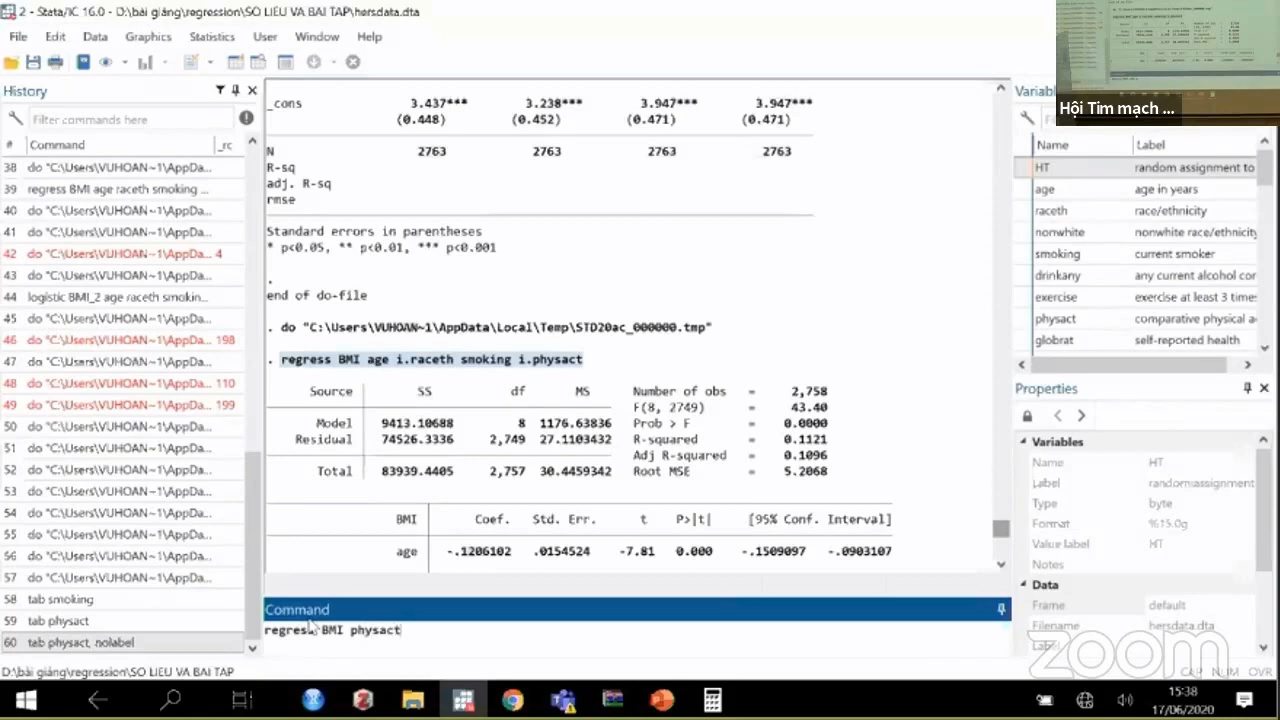 2 - Stata/IC 16.0 - D:\bài giảng\regression\SO LIEU VA BAI TAP\hersdata.dta
File Edit Data Graphics Statistics User Window Help
History
Filter commands here
# Command _rc
38 do "C:\Users\VUHOAN~1\AppDa...
39 regress BMI age raceth smoking ...
40 do "C:\Users\VUHOAN~1\AppDa...
41 do "C:\Users\VUHOAN~1\AppDa...
42 do "C:\Users\VUHOAN~1\AppDa... 4
43 do "C:\Users\VUHOAN~1\AppDa...
44 logistic BMI_2 age raceth smokin...
45 do "C:\Users\VUHOAN~1\AppDa...
46 do "C:\Users\VUHOAN~1\AppDa... 198
47 do "C:\Users\VUHOAN~1\AppDa...
48 do "C:\Users\VUHOAN~1\AppDa... 110
49 do "C:\Users\VUHOAN~1\AppDa... 199
50 do "C:\Users\VUHOAN~1\AppDa...
51 do "C:\Users\VUHOAN~1\AppDa...
52 do "C:\Users\VUHOAN~1\AppDa...
53 do "C:\Users\VUHOAN~1\AppDa...
54 do "C:\Users\VUHOAN~1\AppDa...
55 do "C:\Users\VUHOAN~1\AppDa...
56 do "C:\Users\VUHOAN~1\AppDa...
57 do "C:\Users\VUHOAN~1\AppDa...
58 tab smoking
59 tab physact
60 tab physact, nolabel
_cons 3.437*** 3.238*** 3.947*** 3.947***
(0.448) (0.452) (0.471) (0.471)
N 2763 2763 2763 2763
R-sq
adj. R-sq
rmse
Standard errors in parentheses
* p<0.05, ** p<0.01, *** p<0.001
.
end of do-file
. do "C:\Users\VUHOAN~1\AppData\Local\Temp\STD20ac_000000.tmp"
. regress BMI age i.raceth smoking i.physact
Source SS df MS Number of obs = 2,758
F(8, 2749) = 43.40
Model 9413.10688 8 1176.63836 Prob > F = 0.0000
Residual 74526.3336 2,749 27.1103432 R-squared = 0.1121
Adj R-squared = 0.1096
Total 83939.4405 2,757 30.4459342 Root MSE = 5.2068
BMI Coef. Std. Err. t P>|t| [95% Conf. Interval]
age -.1206102 .0154524 -7.81 0.000 -.1509097 -.0903107
Command
regress BMI physact
Hội Tim mạch ...
Variab
Name Label
HT random assignment to
age age in years
raceth race/ethnicity
nonwhite nonwhite race/ethnicity
smoking current smoker
drinkany any current alcohol con
exercise exercise at least 3 times
physact comparative physical a
globrat self-reported health
Properties
Variables
Name HT
Label random assignment
Type byte
Format %15.0g
Value label HT
Notes
Data
Frame default
Filename hersdata.dta
Label
zoom
D:\bài giảng\regression\SO LIEU VA BAI TAP
CAP NUM OVR
15:38
17/06/2020